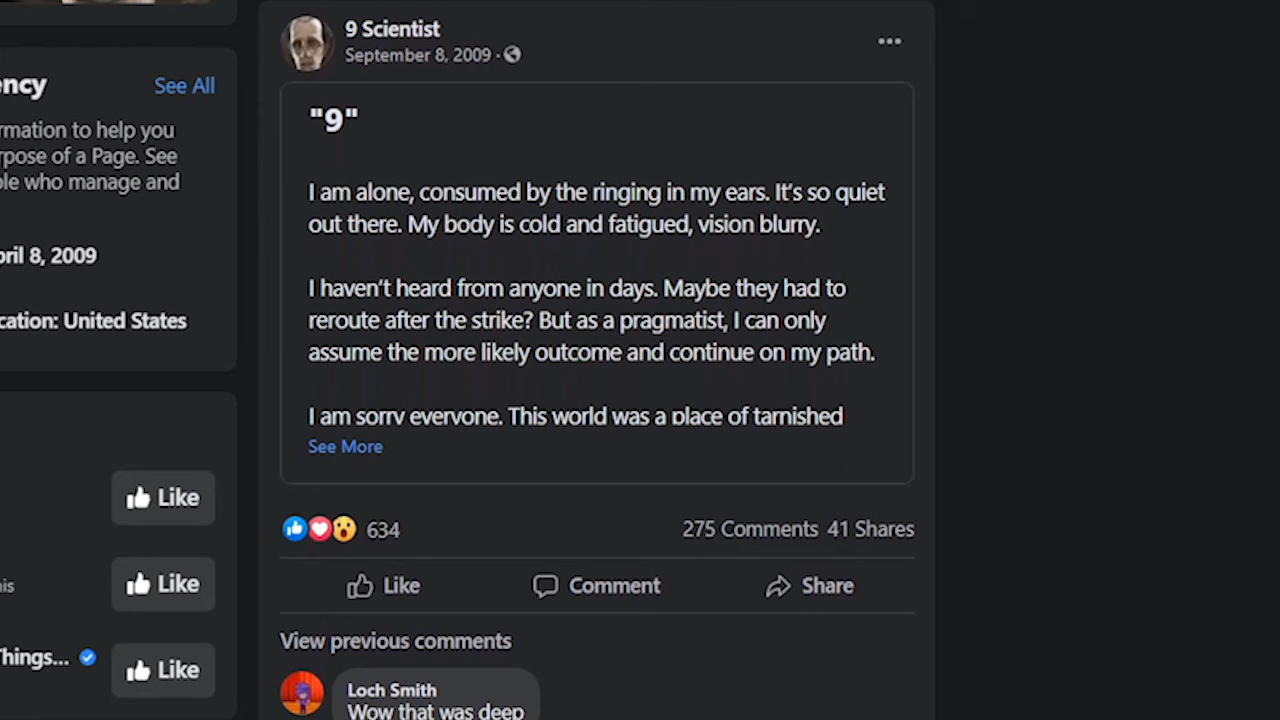 ency
See All
rmation to help you
rpose of a Page. See
ple who manage and
pril 8, 2009
cation: United States
Like
his
Like
Things...
Like
9 Scientist
September 8, 2009 ·
"9"
I am alone, consumed by the ringing in my ears. It's so quiet
out there. My body is cold and fatigued, vision blurry.
I haven't heard from anyone in days. Maybe they had to
reroute after the strike? But as a pragmatist, I can only
assume the more likely outcome and continue on my path.
I am sorry everyone. This world was a place of tarnished
See More
634
275 Comments 41 Shares
Like Comment Share
View previous comments
Loch Smith
Wow that was deep